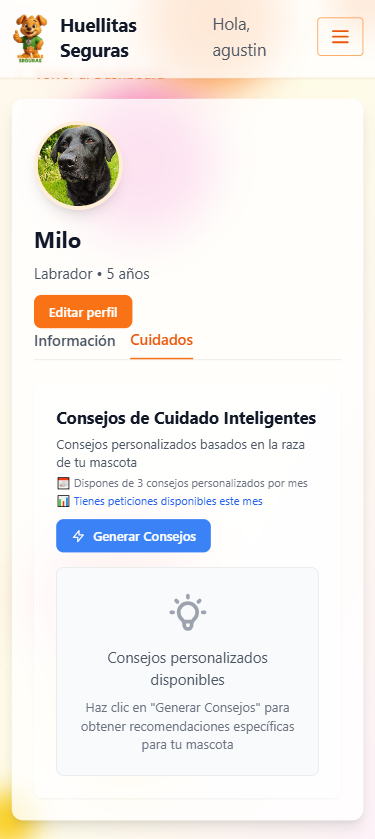 Huellitas
Seguras
SEGURAS
Hola,
agustin
Milo
Labrador • 5 años
Editar perfil
Información
Cuidados
Consejos de Cuidado Inteligentes
Consejos personalizados basados en la raza
de tu mascota
Dispones de 3 consejos personalizados por mes
Tienes peticiones disponibles este mes
Generar Consejos
Consejos personalizados
disponibles
Haz clic en "Generar Consejos" para
obtener recomendaciones específicas
para tu mascota